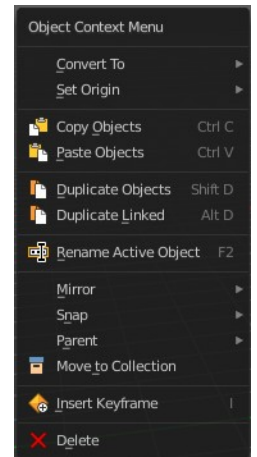 Object Context Menu
Convert To
Set Origin
Copy Objects Ctrl C
Paste Objects Ctrl V
Duplicate Objects Shift D
Duplicate Linked Alt D
Rename Active Object F2
Mirror
Snap
Parent
Move to Collection
Insert Keyframe I
Delete